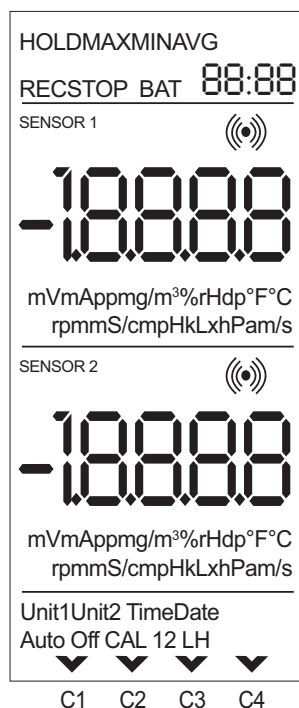 HOLDMAXMINAVG
RECSTOP BAT 88:88
SENSOR 1
-1.8.8.8.8
mVmAppmg/m³%rHdp°F°C
rpmmS/cmpHkLxhPam/s
SENSOR 2
-1.8.8.8.8
mVmAppmg/m³%rHdp°F°C
rpmmS/cmpHkLxhPam/s
Unit1Unit2 TimeDate
Auto Off CAL 12 LH
C1 C2 C3 C4